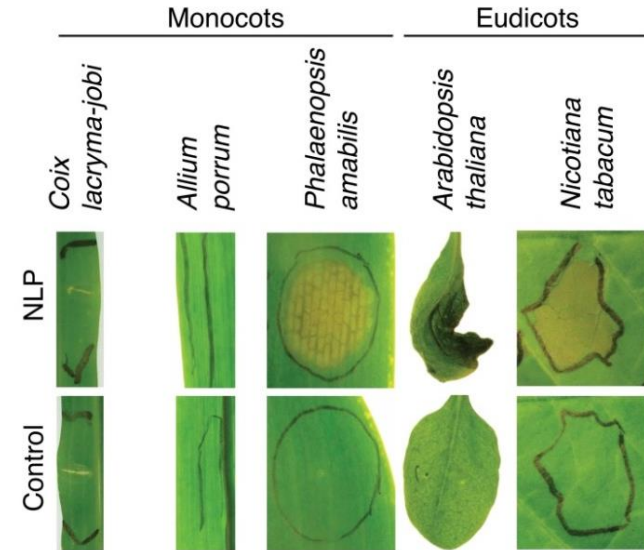 Monocots
Eudicots
Coix
lacryma-jobi
Allium
porrum
Phalaenopsis
amabilis
Arabidopsis
thaliana
Nicotiana
tabacum
NLP
Control